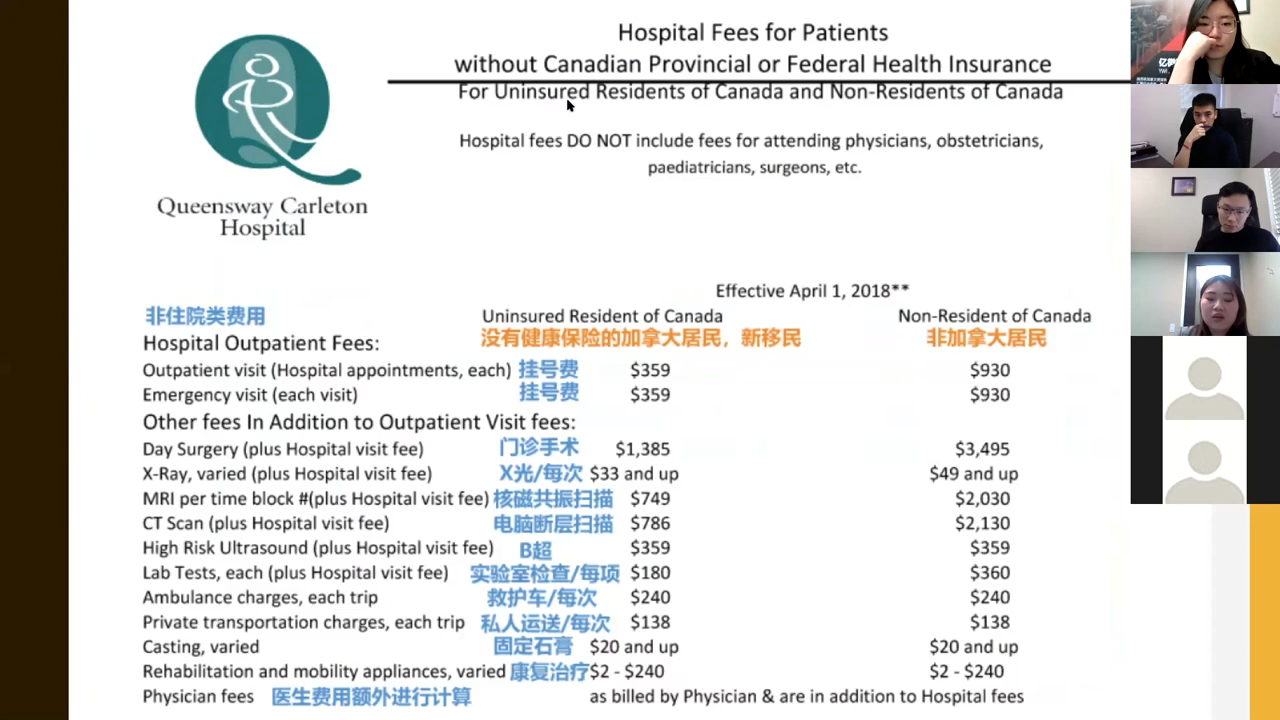 Hospital Fees for Patients
without Canadian Provincial or Federal Health Insurance
For Uninsured Residents of Canada and Non-Residents of Canada
Hospital fees DO NOT include fees for attending physicians, obstetricians,
paediatricians, surgeons, etc.
Queensway Carleton
Hospital
Effective April 1, 2018**
非住院类费用 Uninsured Resident of Canada Non-Resident of Canada
Hospital Outpatient Fees: 没有健康保险的加拿大居民，新移民 非加拿大居民
Outpatient visit (Hospital appointments, each) 挂号费 $359 $930
Emergency visit (each visit) 挂号费 $359 $930
Other fees In Addition to Outpatient Visit fees:
Day Surgery (plus Hospital visit fee) 门诊手术 $1,385 $3,495
X-Ray, varied (plus Hospital visit fee) X光/每次 $33 and up $49 and up
MRI per time block #(plus Hospital visit fee) 核磁共振扫描 $749 $2,030
CT Scan (plus Hospital visit fee) 电脑断层扫描 $786 $2,130
High Risk Ultrasound (plus Hospital visit fee) B超 $359 $359
Lab Tests, each (plus Hospital visit fee) 实验室检查/每项 $180 $360
Ambulance charges, each trip 救护车/每次 $240 $240
Private transportation charges, each trip 私人运送/每次 $138 $138
Casting, varied 固定石膏 $20 and up $20 and up
Rehabilitation and mobility appliances, varied 康复治疗 $2 - $240 $2 - $240
Physician fees 医生费用额外进行计算 as billed by Physician & are in addition to Hospital fees